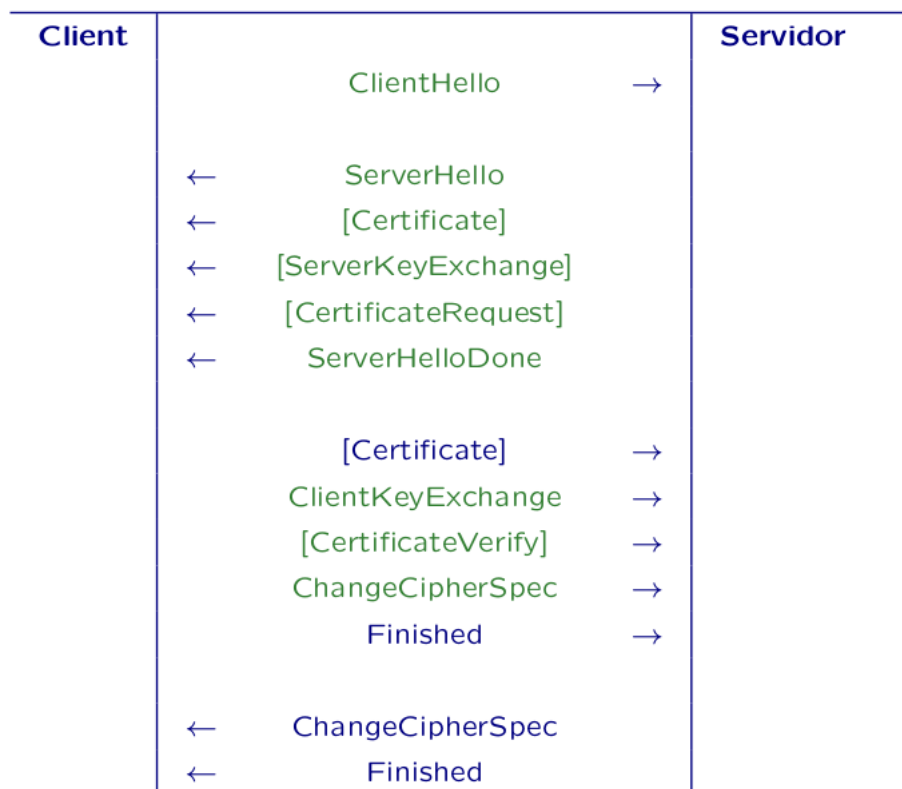 Client Servidor
ClientHello →
← ServerHello
← [Certificate]
← [ServerKeyExchange]
← [CertificateRequest]
← ServerHelloDone
[Certificate] →
ClientKeyExchange →
[CertificateVerify] →
ChangeCipherSpec →
Finished →
← ChangeCipherSpec
← Finished